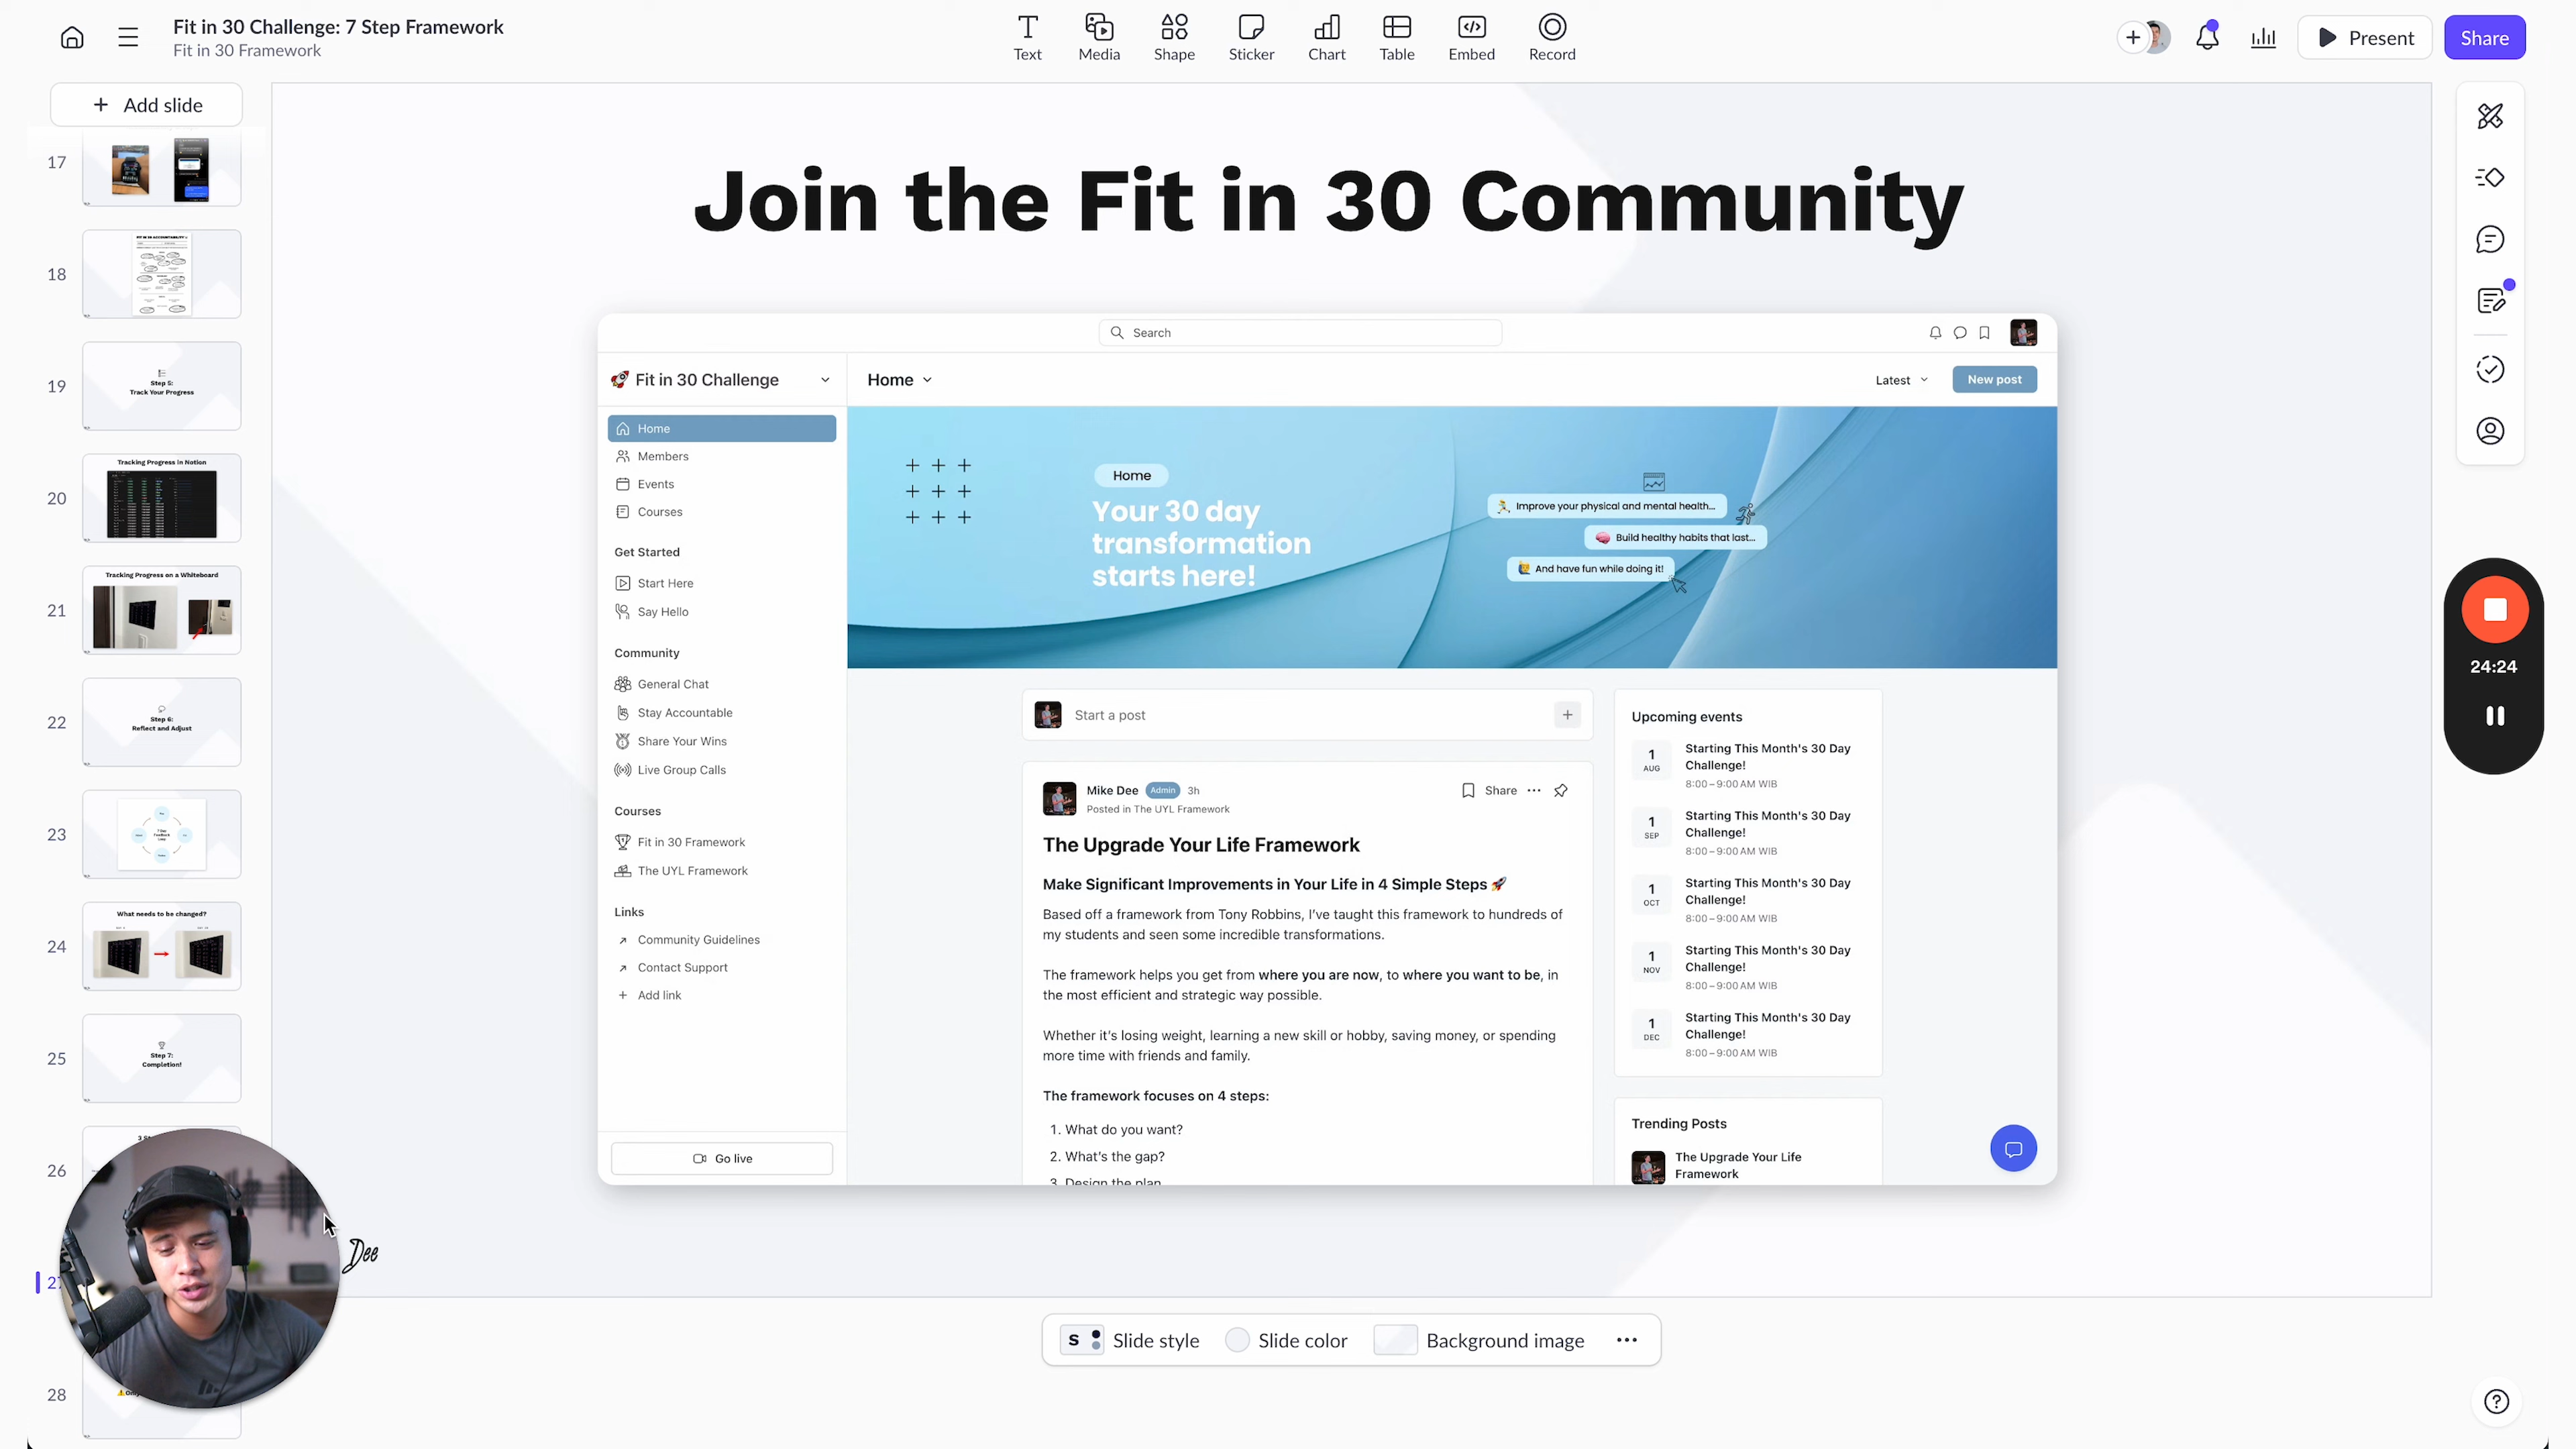 Fit in 30 Challenge: 7 Step Framework
Fit in 30 Framework
Text
Media
Shape
Sticker
Chart
Table
Embed
Record
Present
Share
Add slide
17
18
FIT IN 30 ACCOUNTABILITY
19
Step 5:
Track Your Progress
20
Tracking Progress in Notion
21
Tracking Progress on a Whiteboard
22
Step 6:
Reflect and Adjust
23
24
What needs to be changed?
25
Step 7:
Completion!
26
28
Join the Fit in 30 Community
Search
Fit in 30 Challenge
Home
Latest
New post
Home
Members
Events
Courses
Get Started
Start Here
Say Hello
Community
General Chat
Stay Accountable
Share Your Wins
Live Group Calls
Courses
Fit in 30 Framework
The UYL Framework
Links
Community Guidelines
Contact Support
Add link
Go live
Home
Your 30 day
transformation
starts here!
Improve your physical and mental health...
Build healthy habits that last...
And have fun while doing it!
Start a post
Mike Dee Admin 3h
Posted in The UYL Framework
Share
The Upgrade Your Life Framework
Make Significant Improvements in Your Life in 4 Simple Steps 🚀
Based off a framework from Tony Robbins, I've taught this framework to hundreds of
my students and seen some incredible transformations.
The framework helps you get from where you are now, to where you want to be, in
the most efficient and strategic way possible.
Whether it's losing weight, learning a new skill or hobby, saving money, or spending
more time with friends and family.
The framework focuses on 4 steps:
1. What do you want?
2. What's the gap?
3. Design the plan
Upcoming events
1 AUG
Starting This Month's 30 Day
Challenge!
8:00–9:00 AM WIB
1 SEP
Starting This Month's 30 Day
Challenge!
8:00–9:00 AM WIB
1 OCT
Starting This Month's 30 Day
Challenge!
8:00–9:00 AM WIB
1 NOV
Starting This Month's 30 Day
Challenge!
8:00–9:00 AM WIB
1 DEC
Starting This Month's 30 Day
Challenge!
8:00–9:00 AM WIB
Trending Posts
The Upgrade Your Life
Framework
24:24
Dee
Slide style
Slide color
Background image